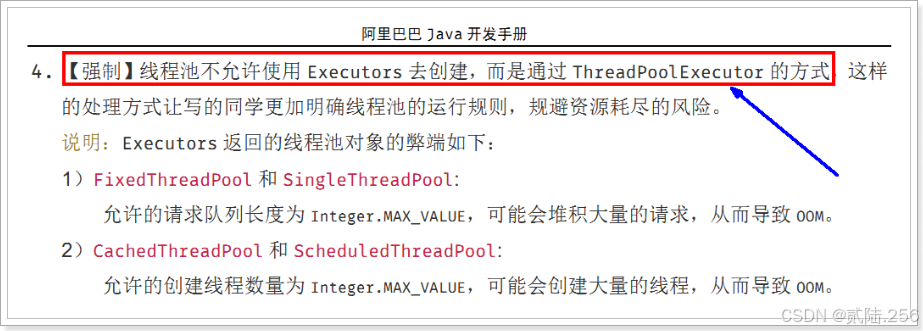 阿里巴巴 Java 开发手册
4.【强制】线程池不允许使用 Executors 去创建，而是通过 ThreadPoolExecutor 的方式，这样
的处理方式让写的同学更加明确线程池的运行规则，规避资源耗尽的风险。
说明：Executors 返回的线程池对象的弊端如下：
1）FixedThreadPool 和 SingleThreadPool:
允许的请求队列长度为 Integer.MAX_VALUE，可能会堆积大量的请求，从而导致 OOM。
2）CachedThreadPool 和 ScheduledThreadPool:
允许的创建线程数量为 Integer.MAX_VALUE，可能会创建大量的线程，从而导致 OOM。
CSDN @贰陆.256